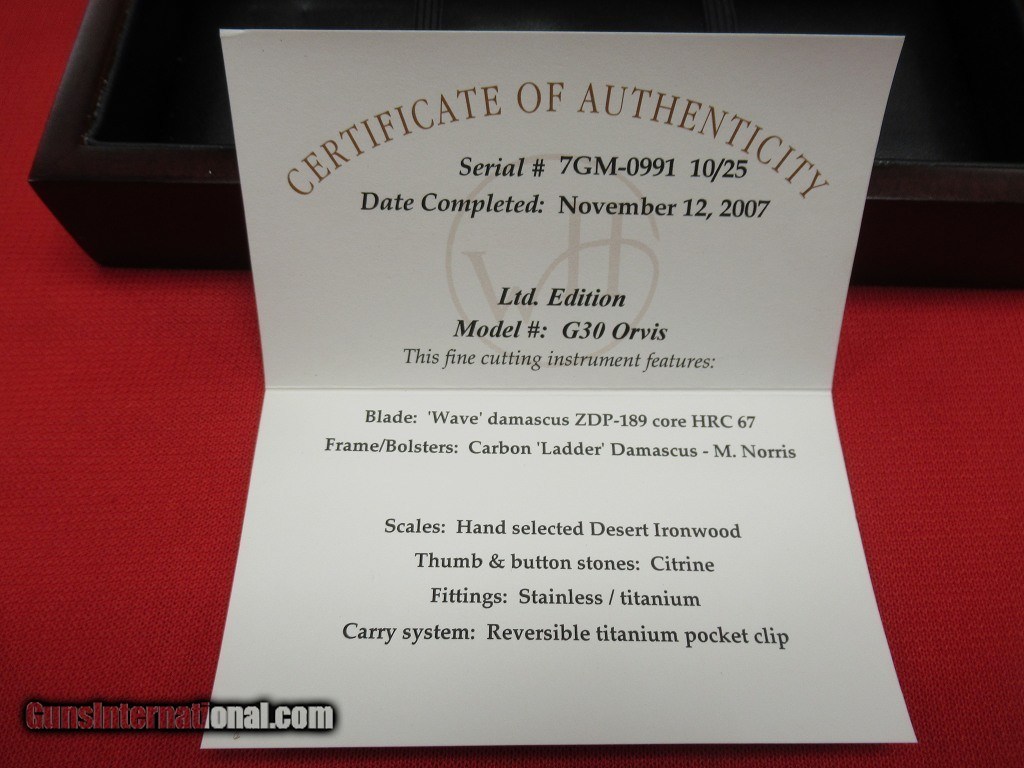 CERTIFICATE OF AUTHENTICITY
Serial # 7GM-0991 10/25
Date Completed: November 12, 2007
WH
Ltd. Edition
Model #: G30 Orvis
This fine cutting instrument features:
Blade: 'Wave' damascus ZDP-189 core HRC 67
Frame/Bolsters: Carbon 'Ladder' Damascus - M. Norris
Scales: Hand selected Desert Ironwood
Thumb & button stones: Citrine
Fittings: Stainless / titanium
Carry system: Reversible titanium pocket clip
GunsInternational.com